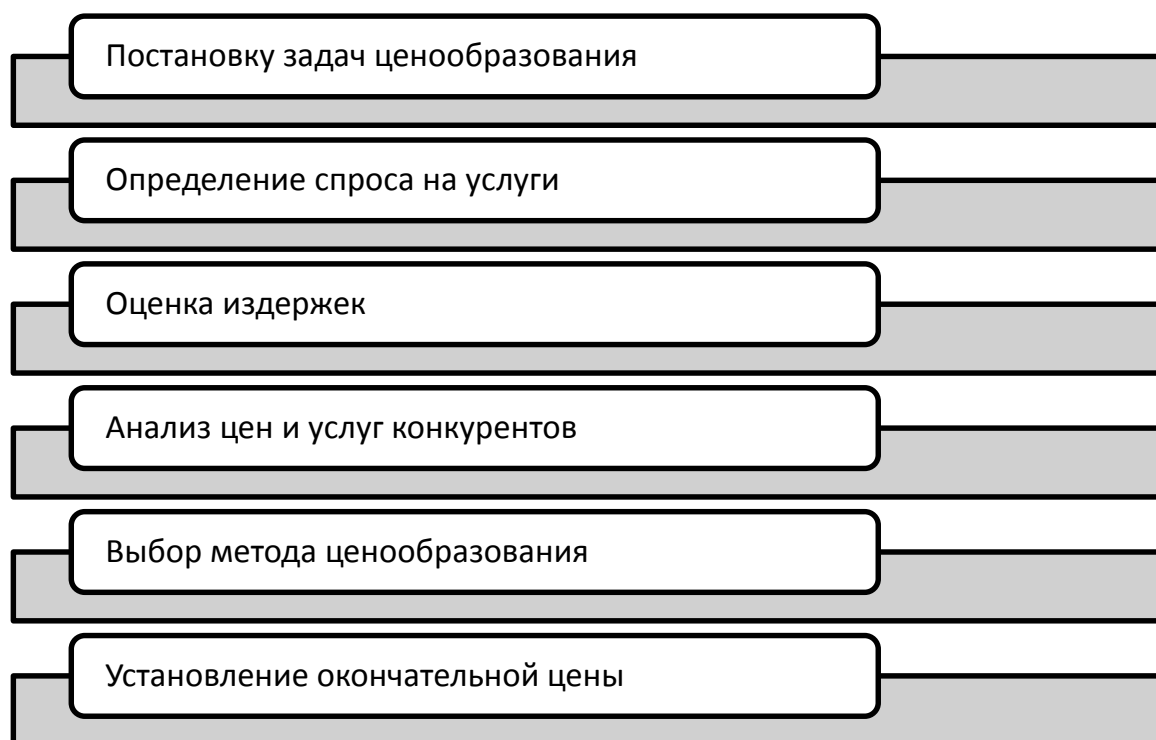 Постановку задач ценообразования
Определение спроса на услуги
Оценка издержек
Анализ цен и услуг конкурентов
Выбор метода ценообразования
Установление окончательной цены